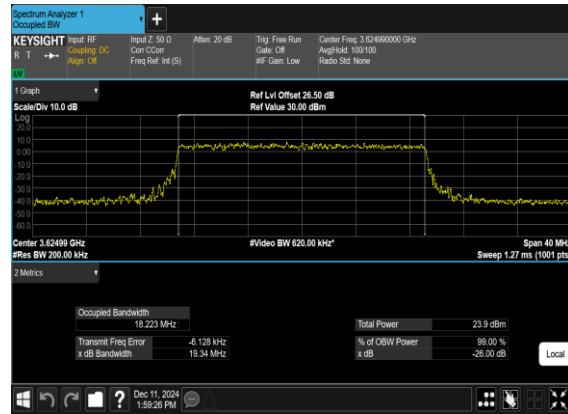 Spectrum Analyzer 1
Occupied BW
KEYSIGHT
R T
Input: RF
Coupling: DC
Align: Off
Input Z: 50 Ω
Corr CCorr
Freq Ref: Int (S)
Atten: 20 dB
Trig: Free Run
Gate: Off
#IF Gain: Low
Center Freq: 3.624990000 GHz
Avg|Hold: 100/100
Radio Std: None
1 Graph
Scale/Div 10.0 dB
Ref Lvl Offset 26.50 dB
Ref Value 30.00 dBm
Log
20.0
10.0
0.00
-10.0
-20.0
-30.0
-40.0
-50.0
-60.0
Center 3.62499 GHz
#Video BW 620.00 kHz*
Span 40 MHz
#Res BW 200.00 kHz
Sweep 1.27 ms (1001 pts
2 Metrics
Occupied Bandwidth
18.223 MHz
Total Power 23.9 dBm
Transmit Freq Error -6.128 kHz
% of OBW Power 99.00 %
x dB Bandwidth 19.34 MHz
x dB -26.00 dB
Local
?
Dec 11, 2024
1:59:26 PM